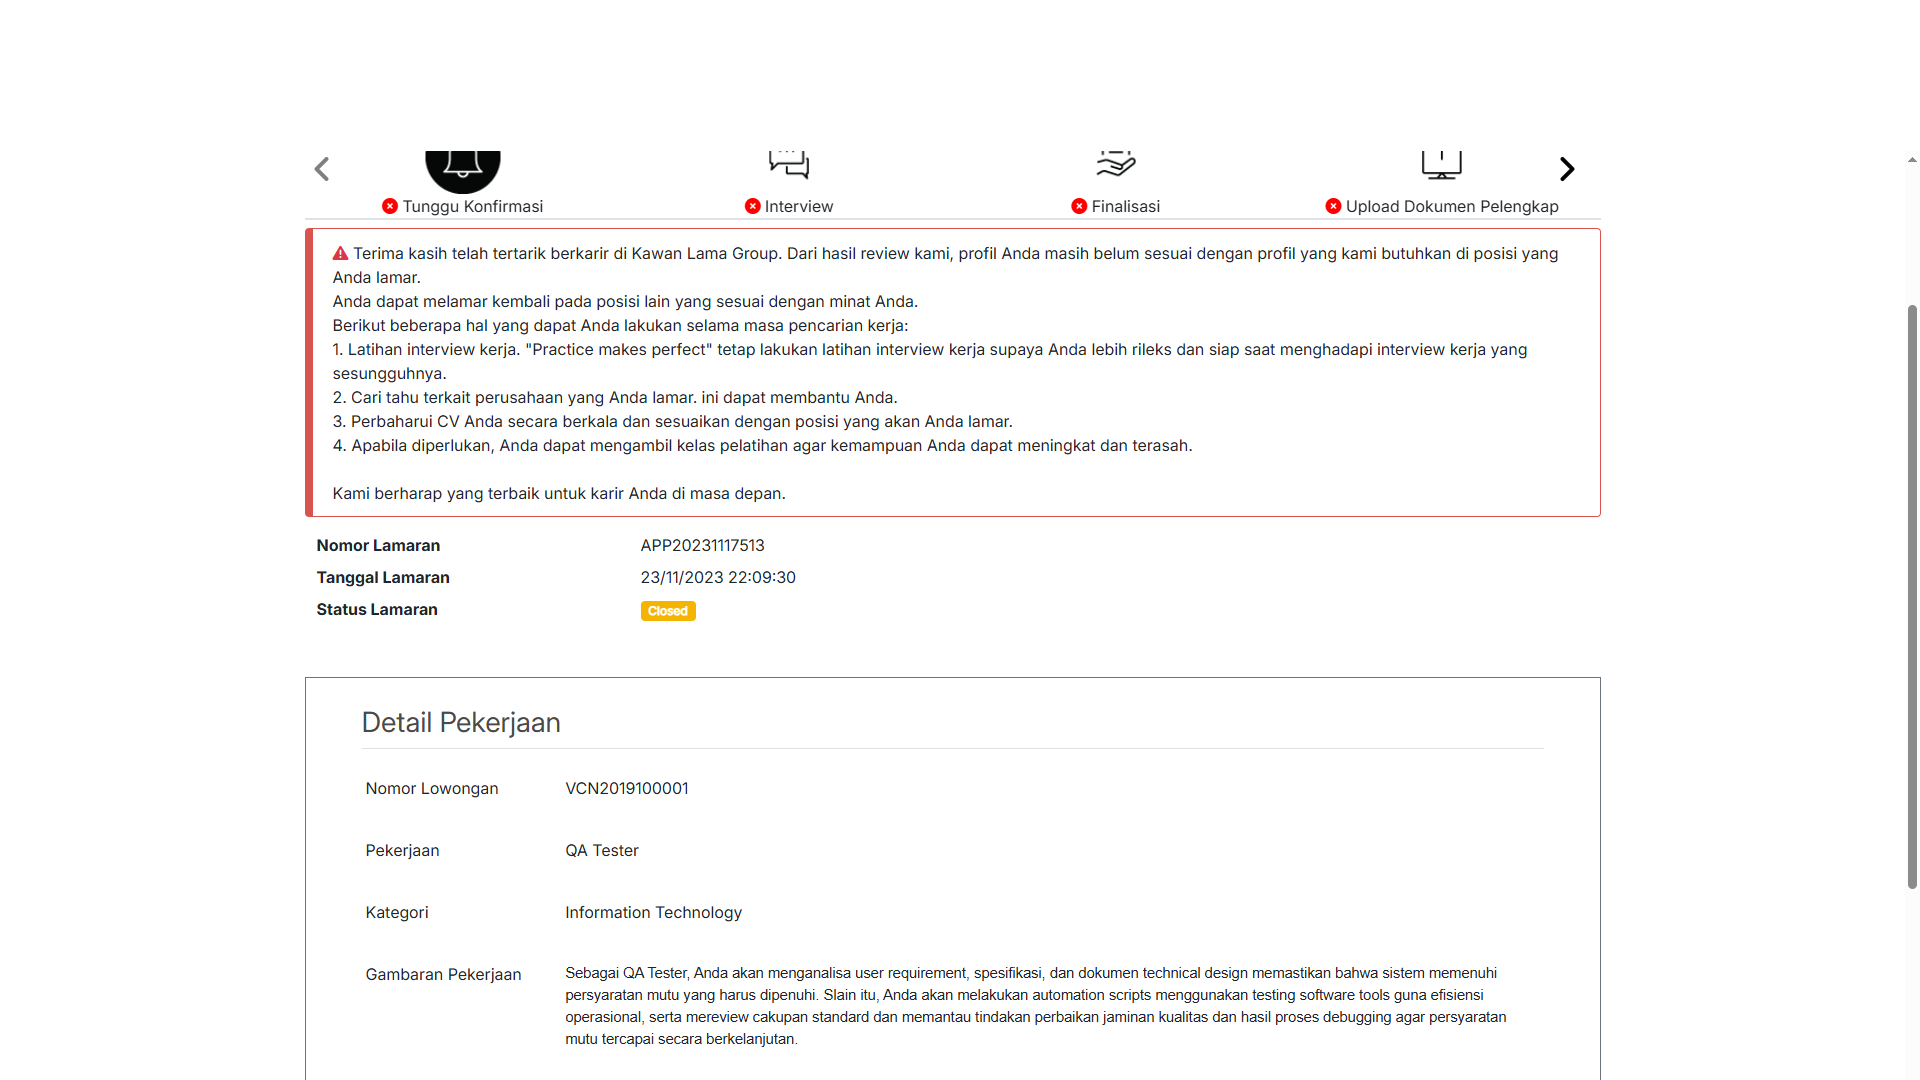 Tunggu Konfirmasi
Interview
Finalisasi
Upload Dokumen Pelengkap
Terima kasih telah tertarik berkarir di Kawan Lama Group. Dari hasil review kami, profil Anda masih belum sesuai dengan profil yang kami butuhkan di posisi yang
Anda lamar.
Anda dapat melamar kembali pada posisi lain yang sesuai dengan minat Anda.
Berikut beberapa hal yang dapat Anda lakukan selama masa pencarian kerja:
1. Latihan interview kerja. "Practice makes perfect" tetap lakukan latihan interview kerja supaya Anda lebih rileks dan siap saat menghadapi interview kerja yang
sesungguhnya.
2. Cari tahu terkait perusahaan yang Anda lamar. ini dapat membantu Anda.
3. Perbaharui CV Anda secara berkala dan sesuaikan dengan posisi yang akan Anda lamar.
4. Apabila diperlukan, Anda dapat mengambil kelas pelatihan agar kemampuan Anda dapat meningkat dan terasah.
Kami berharap yang terbaik untuk karir Anda di masa depan.
Nomor Lamaran APP20231117513
Tanggal Lamaran 23/11/2023 22:09:30
Status Lamaran Closed
Detail Pekerjaan
Nomor Lowongan VCN2019100001
Pekerjaan QA Tester
Kategori Information Technology
Gambaran Pekerjaan Sebagai QA Tester, Anda akan menganalisa user requirement, spesifikasi, dan dokumen technical design memastikan bahwa sistem memenuhi
persyaratan mutu yang harus dipenuhi. Slain itu, Anda akan melakukan automation scripts menggunakan testing software tools guna efisiensi
operasional, serta mereview cakupan standard dan memantau tindakan perbaikan jaminan kualitas dan hasil proses debugging agar persyaratan
mutu tercapai secara berkelanjutan.